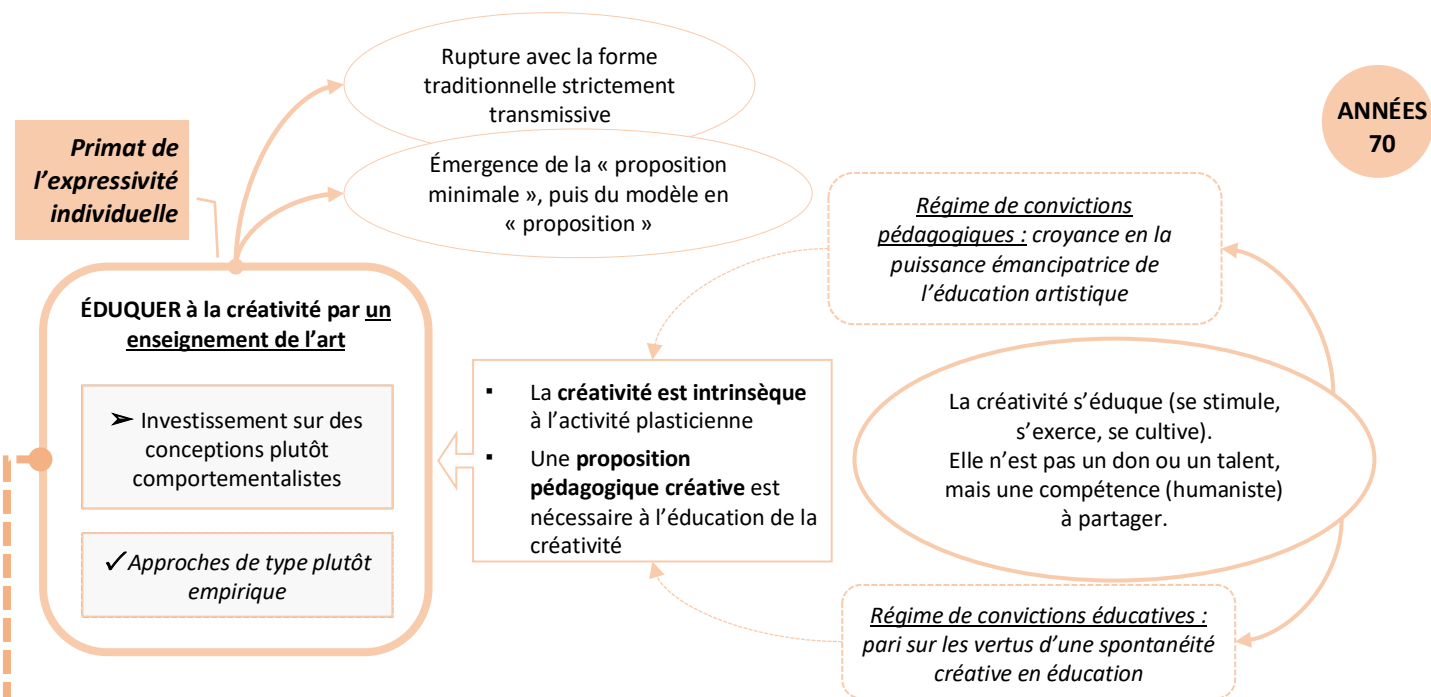 Rupture avec la forme
traditionnelle strictement
transmissive
ANNÉES
70
Primat de
l'expressivité
individuelle
Émergence de la « proposition
minimale », puis du modèle en
« proposition »
Régime de convictions
pédagogiques : croyance en la
puissance émancipatrice de
l'éducation artistique
ÉDUQUER à la créativité par un
enseignement de l'art
➢ Investissement sur des
conceptions plutôt
comportementalistes
✓ Approches de type plutôt
empirique
▪ La créativité est intrinsèque
à l'activité plasticienne
▪ Une proposition
pédagogique créative est
nécessaire à l'éducation de la
créativité
La créativité s'éduque (se stimule,
s'exerce, se cultive).
Elle n'est pas un don ou un talent,
mais une compétence (humaniste)
à partager.
Régime de convictions éducatives :
pari sur les vertus d'une spontanéité
créative en éducation